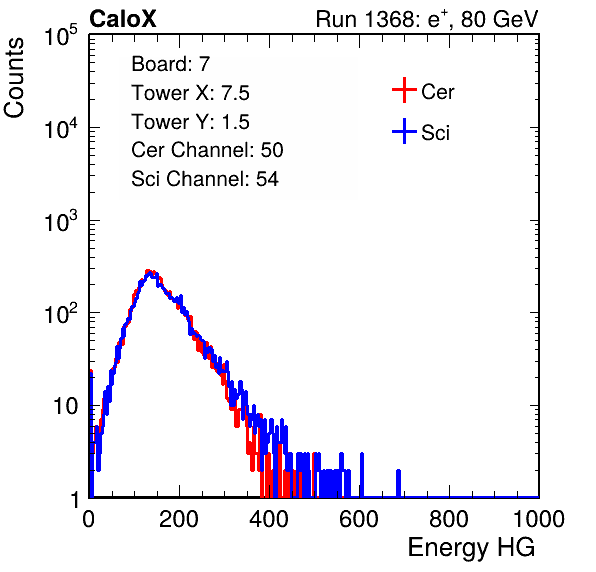 CaloX Run 1368: e⁺, 80 GeV
Counts
Board: 7
Tower X: 7.5
Tower Y: 1.5
Cer Channel: 50
Sci Channel: 54
Cer
Sci
10⁵
10⁴
10³
10²
10
1
0 200 400 600 800 1000
Energy HG